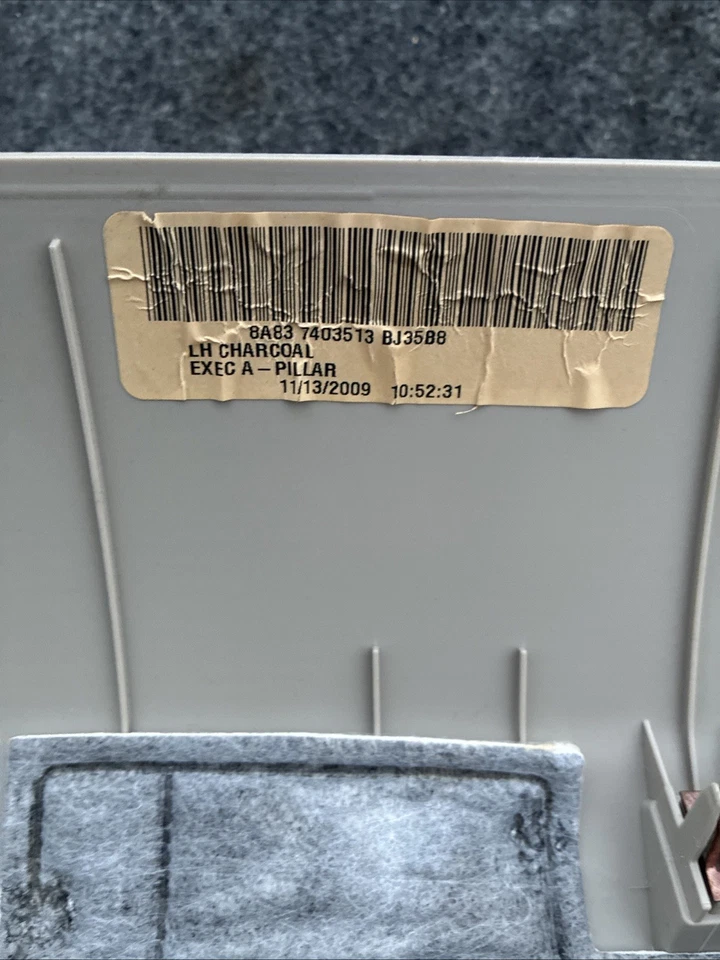 8A83 7403513 BJ35B8
LH CHARCOAL
EXEC A-PILLAR
11/13/2009 10:52:31